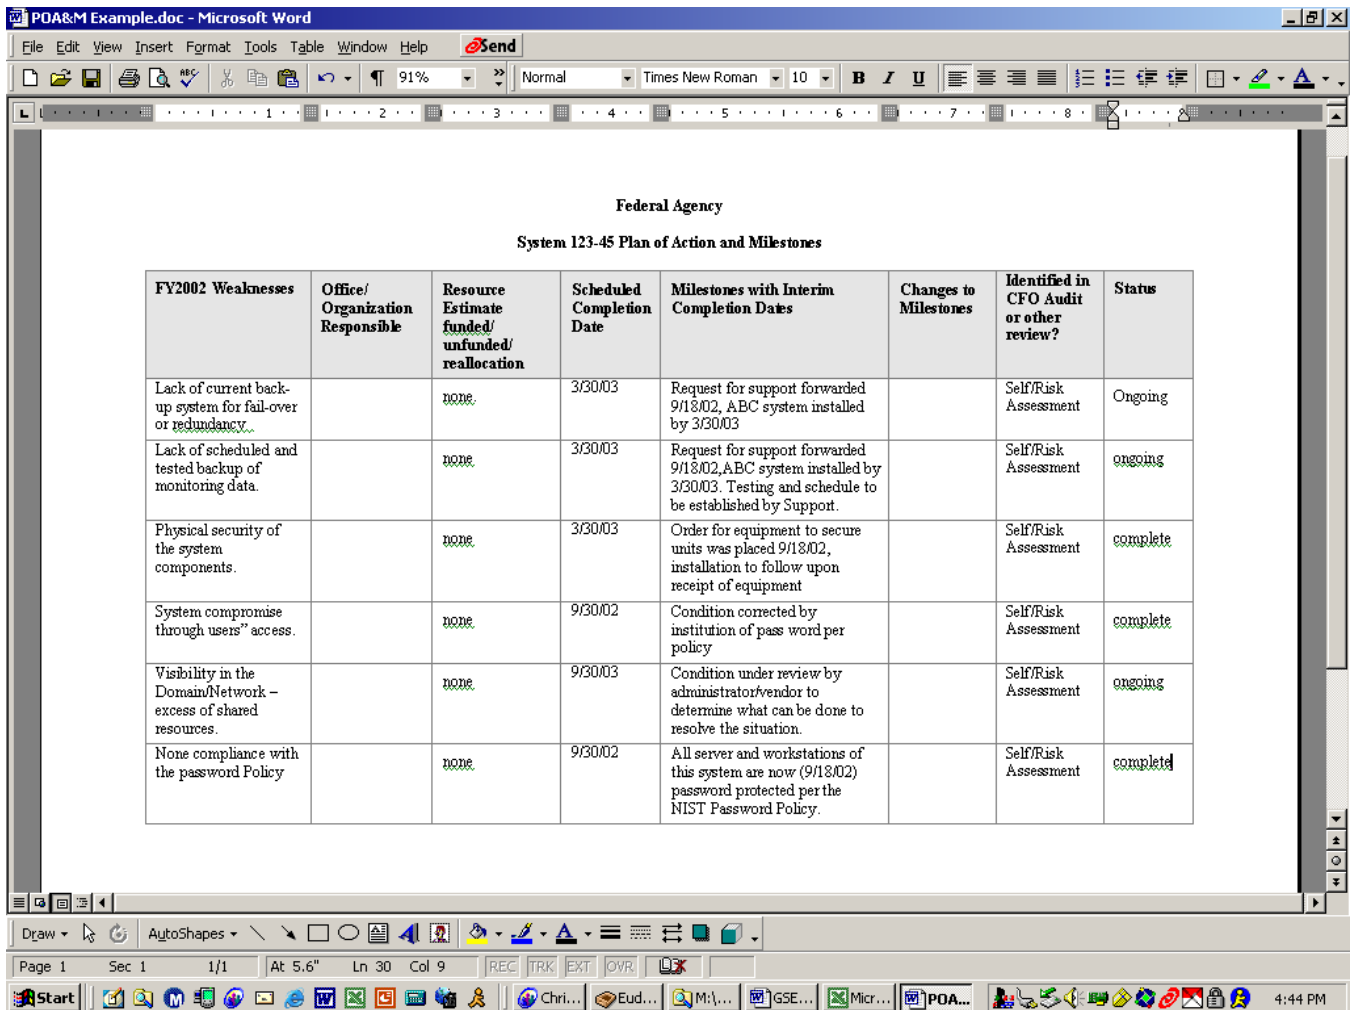 POA&M Example.doc - Microsoft Word
File Edit View Insert Format Tools Table Window Help Send
91% Normal Times New Roman 10 B I U
1 2 3 4 5 6 7 8
Federal Agency
System 123-45 Plan of Action and Milestones
FY2002 Weaknesses
Office/
Organization
Responsible
Resource
Estimate
funded/
unfunded/
reallocation
Scheduled
Completion
Date
Milestones with Interim
Completion Dates
Changes to
Milestones
Identified in
CFO Audit
or other
review?
Status
Lack of current back-
up system for fail-over
or redundancy
none.
3/30/03
Request for support forwarded
9/18/02, ABC system installed
by 3/30/03
Self/Risk
Assessment
Ongoing
Lack of scheduled and
tested backup of
monitoring data.
none
3/30/03
Request for support forwarded
9/18/02,ABC system installed by
3/30/03. Testing and schedule to
be established by Support.
Self/Risk
Assessment
ongoing
Physical security of
the system
components.
none
3/30/03
Order for equipment to secure
units was placed 9/18/02,
installation to follow upon
receipt of equipment
Self/Risk
Assessment
complete
System compromise
through users” access.
none
9/30/02
Condition corrected by
institution of pass word per
policy
Self/Risk
Assessment
complete
Visibility in the
Domain/Network –
excess of shared
resources.
none
9/30/03
Condition under review by
administrator/vendor to
determine what can be done to
resolve the situation.
Self/Risk
Assessment
ongoing
None compliance with
the password Policy
none
9/30/02
All server and workstations of
this system are now (9/18/02)
password protected per the
NIST Password Policy.
Self/Risk
Assessment
complete
Draw AutoShapes
Page 1 Sec 1 1/1 At 5.6" Ln 30 Col 9 REC TRK EXT OVR
Start Chri... Eud... M:\... GSE... Micr... POA... 4:44 PM